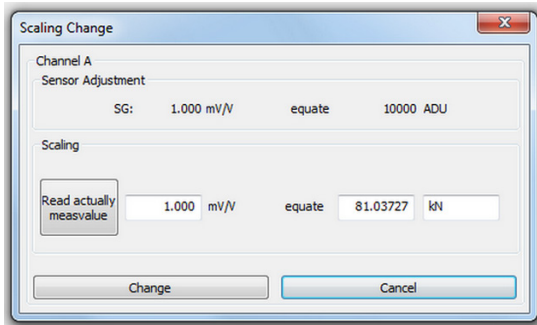 Scaling Change
Channel A
Sensor Adjustment
SG: 1.000 mV/V equate 10000 ADU
Scaling
Read actually
measvalue
1.000 mV/V equate 81.03727 kN
Change Cancel